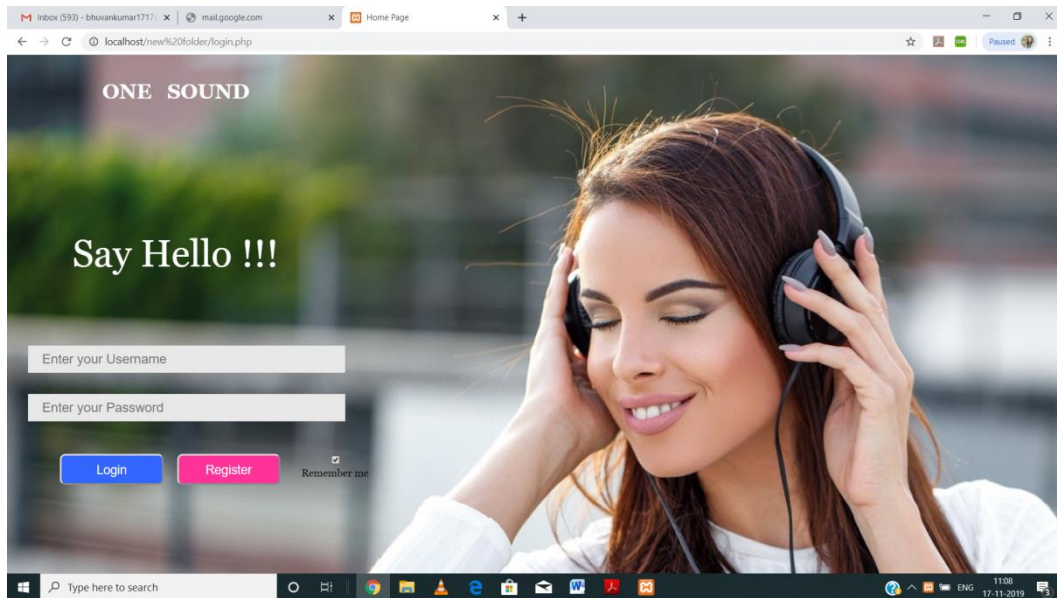 Inbox (593) - bhuvankumar1717
mail.google.com
Home Page
localhost/new%20folder/login.php
Paused
ONE SOUND
Say Hello !!!
Enter your Username
Enter your Password
Login
Register
Remember me
Type here to search
ENG
11:08
17-11-2019